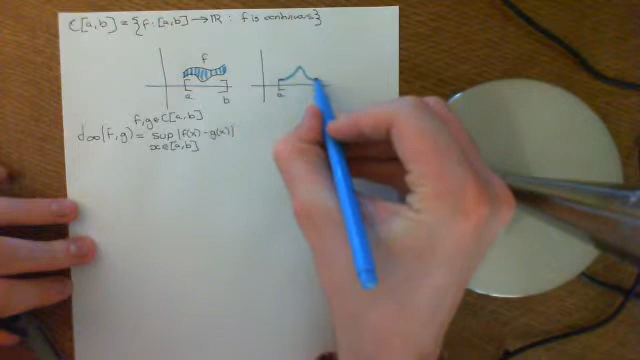 C[a,b] = {f:[a,b]→ℝ : f is continuous}
f
a b a
f,g∈C[a,b]
d∞(f,g) = sup |f(x)-g(x)|
x∈[a,b]